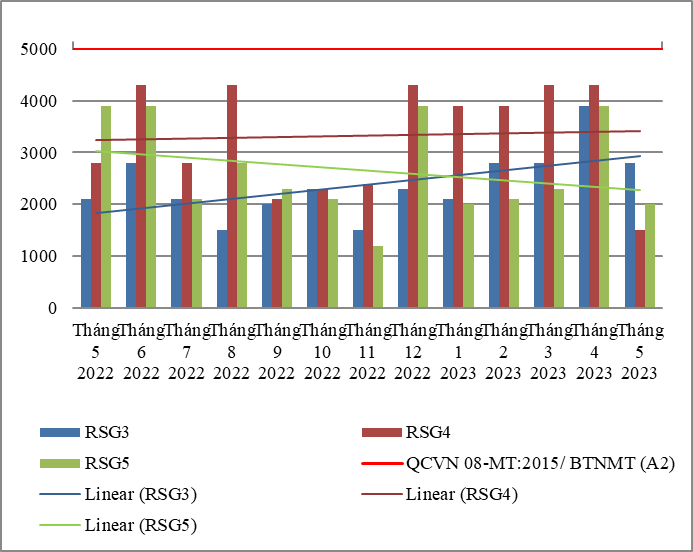 5000
4000
3000
2000
1000
0
Tháng 5 2022
Tháng 6 2022
Tháng 7 2022
Tháng 8 2022
Tháng 9 2022
Tháng 10 2022
Tháng 11 2022
Tháng 12 2022
Tháng 1 2023
Tháng 2 2023
Tháng 3 2023
Tháng 4 2023
Tháng 5 2023
RSG3
RSG4
RSG5
QCVN 08-MT:2015/ BTNMT (A2)
Linear (RSG3)
Linear (RSG4)
Linear (RSG5)